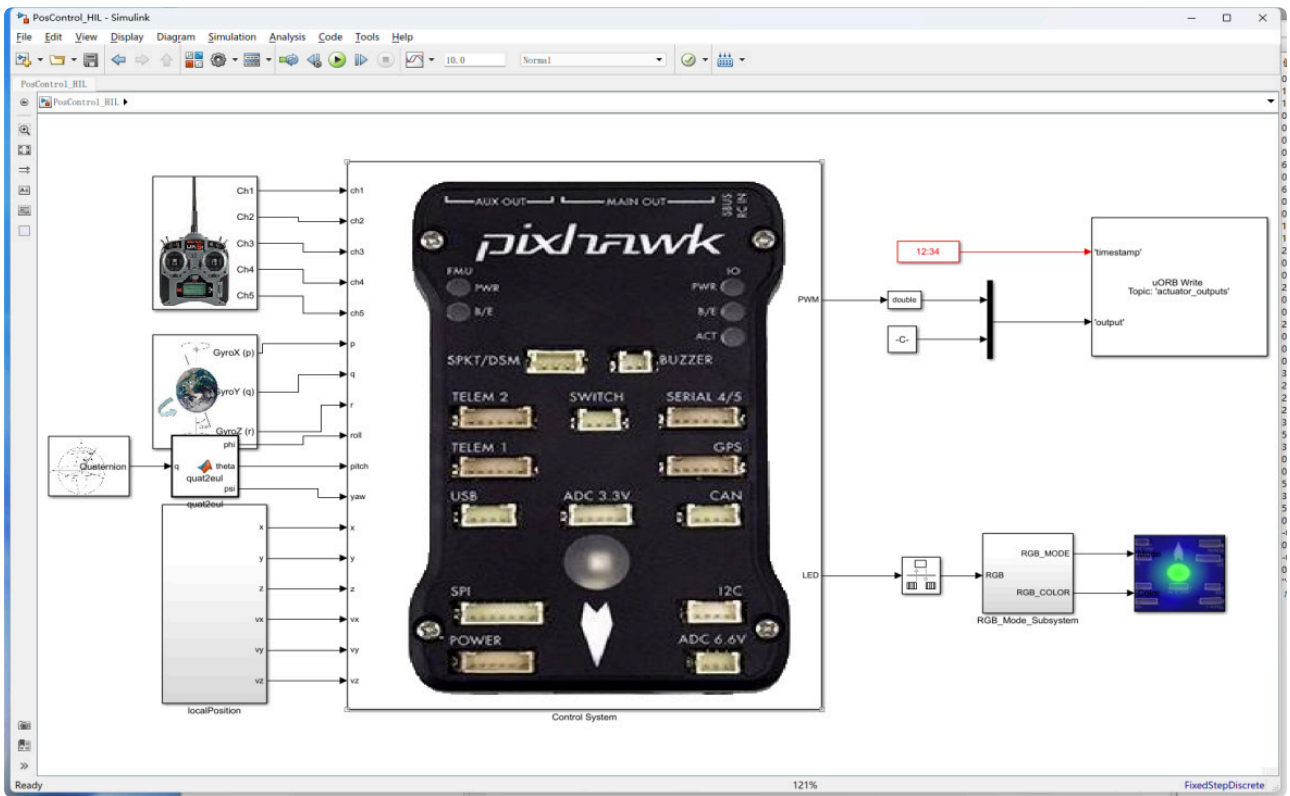 PosControl_HIL - Simulink
File Edit View Display Diagram Simulation Analysis Code Tools Help
10.0
Normal
PosControl_HIL
PosControl_HIL
Ch1
Ch2
Ch3
Ch4
Ch5
GyroX (p)
GyroY (q)
GyroZ (r)
Quaternion
q
phi
theta
psi
quat2eul
quat2eul
x
y
z
vx
vy
vz
localPosition
ch1
ch2
ch3
ch4
ch5
p
q
r
roll
pitch
yaw
x
y
z
vx
vy
vz
AUX OUT
MAIN OUT
SBUS
RC IN
pixhawk
FMU
IO
PWR
PWR
B/E
B/E
ACT
SPKT/DSM
BUZZER
TELEM 2
SWITCH
SERIAL 4/5
TELEM 1
GPS
USB
ADC 3.3V
CAN
SPI
I2C
POWER
ADC 6.6V
PWM
LED
Control System
12:34
double
-C-
'timestamp'
uORB Write
Topic: 'actuator_outputs'
'output'
RGB
RGB_MODE
RGB_COLOR
RGB_Mode_Subsystem
Mode
Color
Ready
121%
FixedStepDiscrete